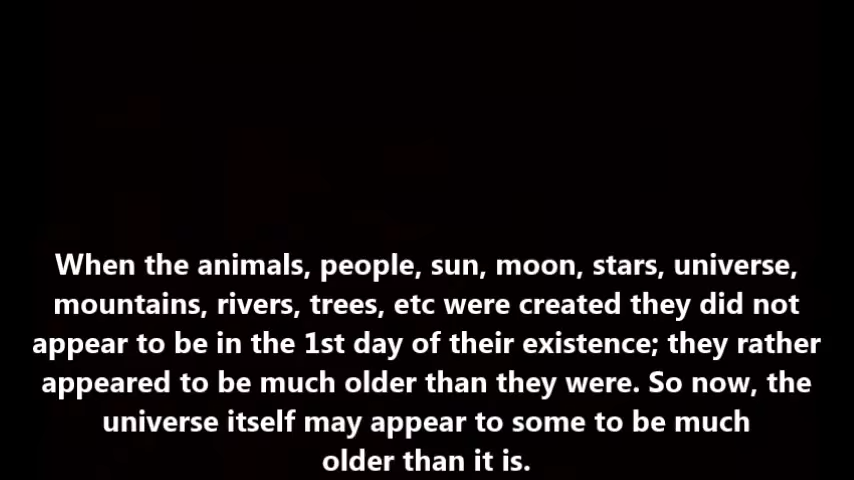 When the animals, people, sun, moon, stars, universe,
mountains, rivers, trees, etc were created they did not
appear to be in the 1st day of their existence; they rather
appeared to be much older than they were. So now, the
universe itself may appear to some to be much
older than it is.